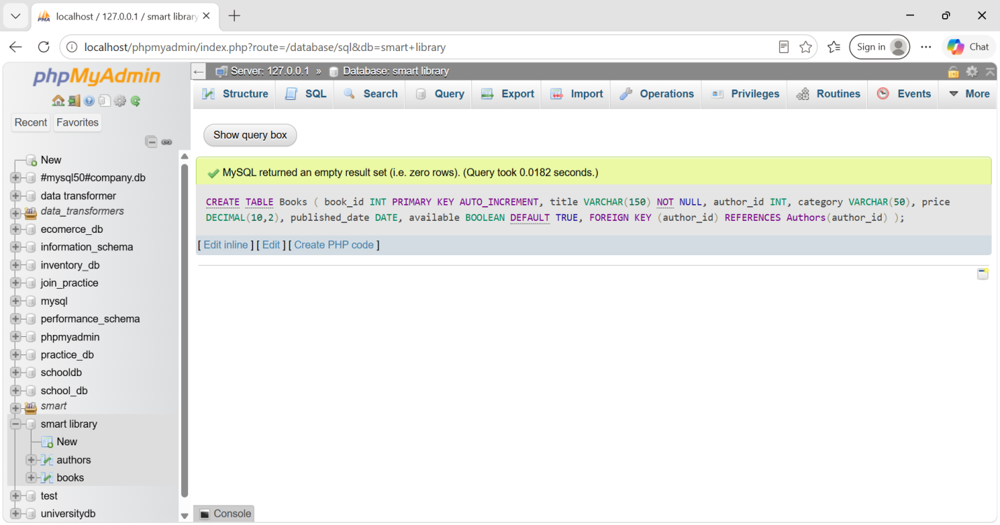 localhost / 127.0.0.1 / smart library
localhost/phpmyadmin/index.php?route=/database/sql&db=smart+library
Sign in
Chat
phpMyAdmin
Recent
Favorites
New
#mysql50#company.db
data transformer
data_transformers
ecomerce_db
information_schema
inventory_db
join_practice
mysql
performance_schema
phpmyadmin
practice_db
schooldb
school_db
smart
smart library
New
authors
books
test
universitydb
Server: 127.0.0.1 » Database: smart library
Structure SQL Search Query Export Import Operations Privileges Routines Events More
Show query box
MySQL returned an empty result set (i.e. zero rows). (Query took 0.0182 seconds.)
CREATE TABLE Books ( book_id INT PRIMARY KEY AUTO_INCREMENT, title VARCHAR(150) NOT NULL, author_id INT, category VARCHAR(50), price
DECIMAL(10,2), published_date DATE, available BOOLEAN DEFAULT TRUE, FOREIGN KEY (author_id) REFERENCES Authors(author_id) );
[ Edit inline ] [ Edit ] [ Create PHP code ]
Console